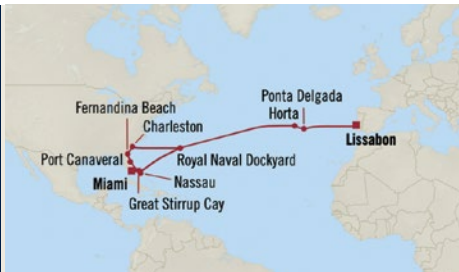 Ponta Delgada
Horta
Lissabon
Fernandina Beach
Charleston
Port Canaveral
Royal Naval Dockyard
Miami
Nassau
Great Stirrup Cay